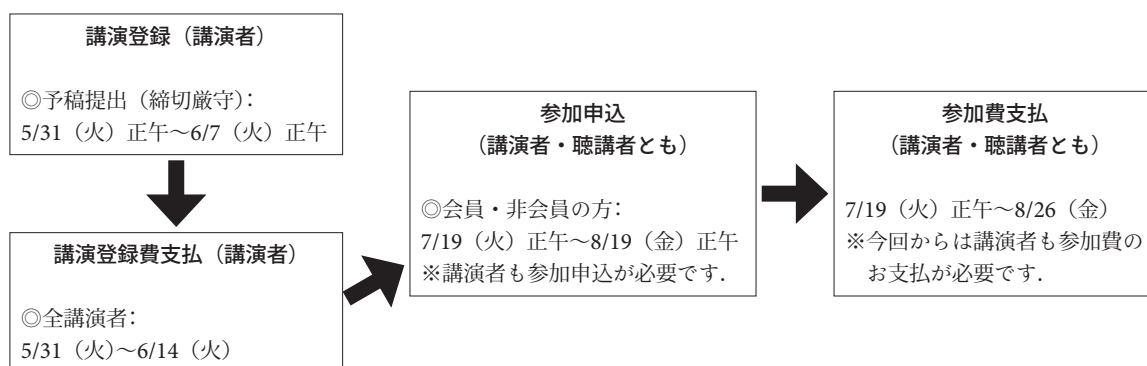 講演登録（講演者）
◎予稿提出（締切厳守）：
5/31（火）正午～6/7（火）正午
講演登録費支払（講演者）
◎全講演者：
5/31（火）～6/14（火）
参加申込
（講演者・聴講者とも）
◎会員・非会員の方：
7/19（火）正午～8/19（金）正午
※講演者も参加申込が必要です．
参加費支払
（講演者・聴講者とも）
7/19（火）正午～8/26（金）
※今回からは講演者も参加費の
お支払が必要です．